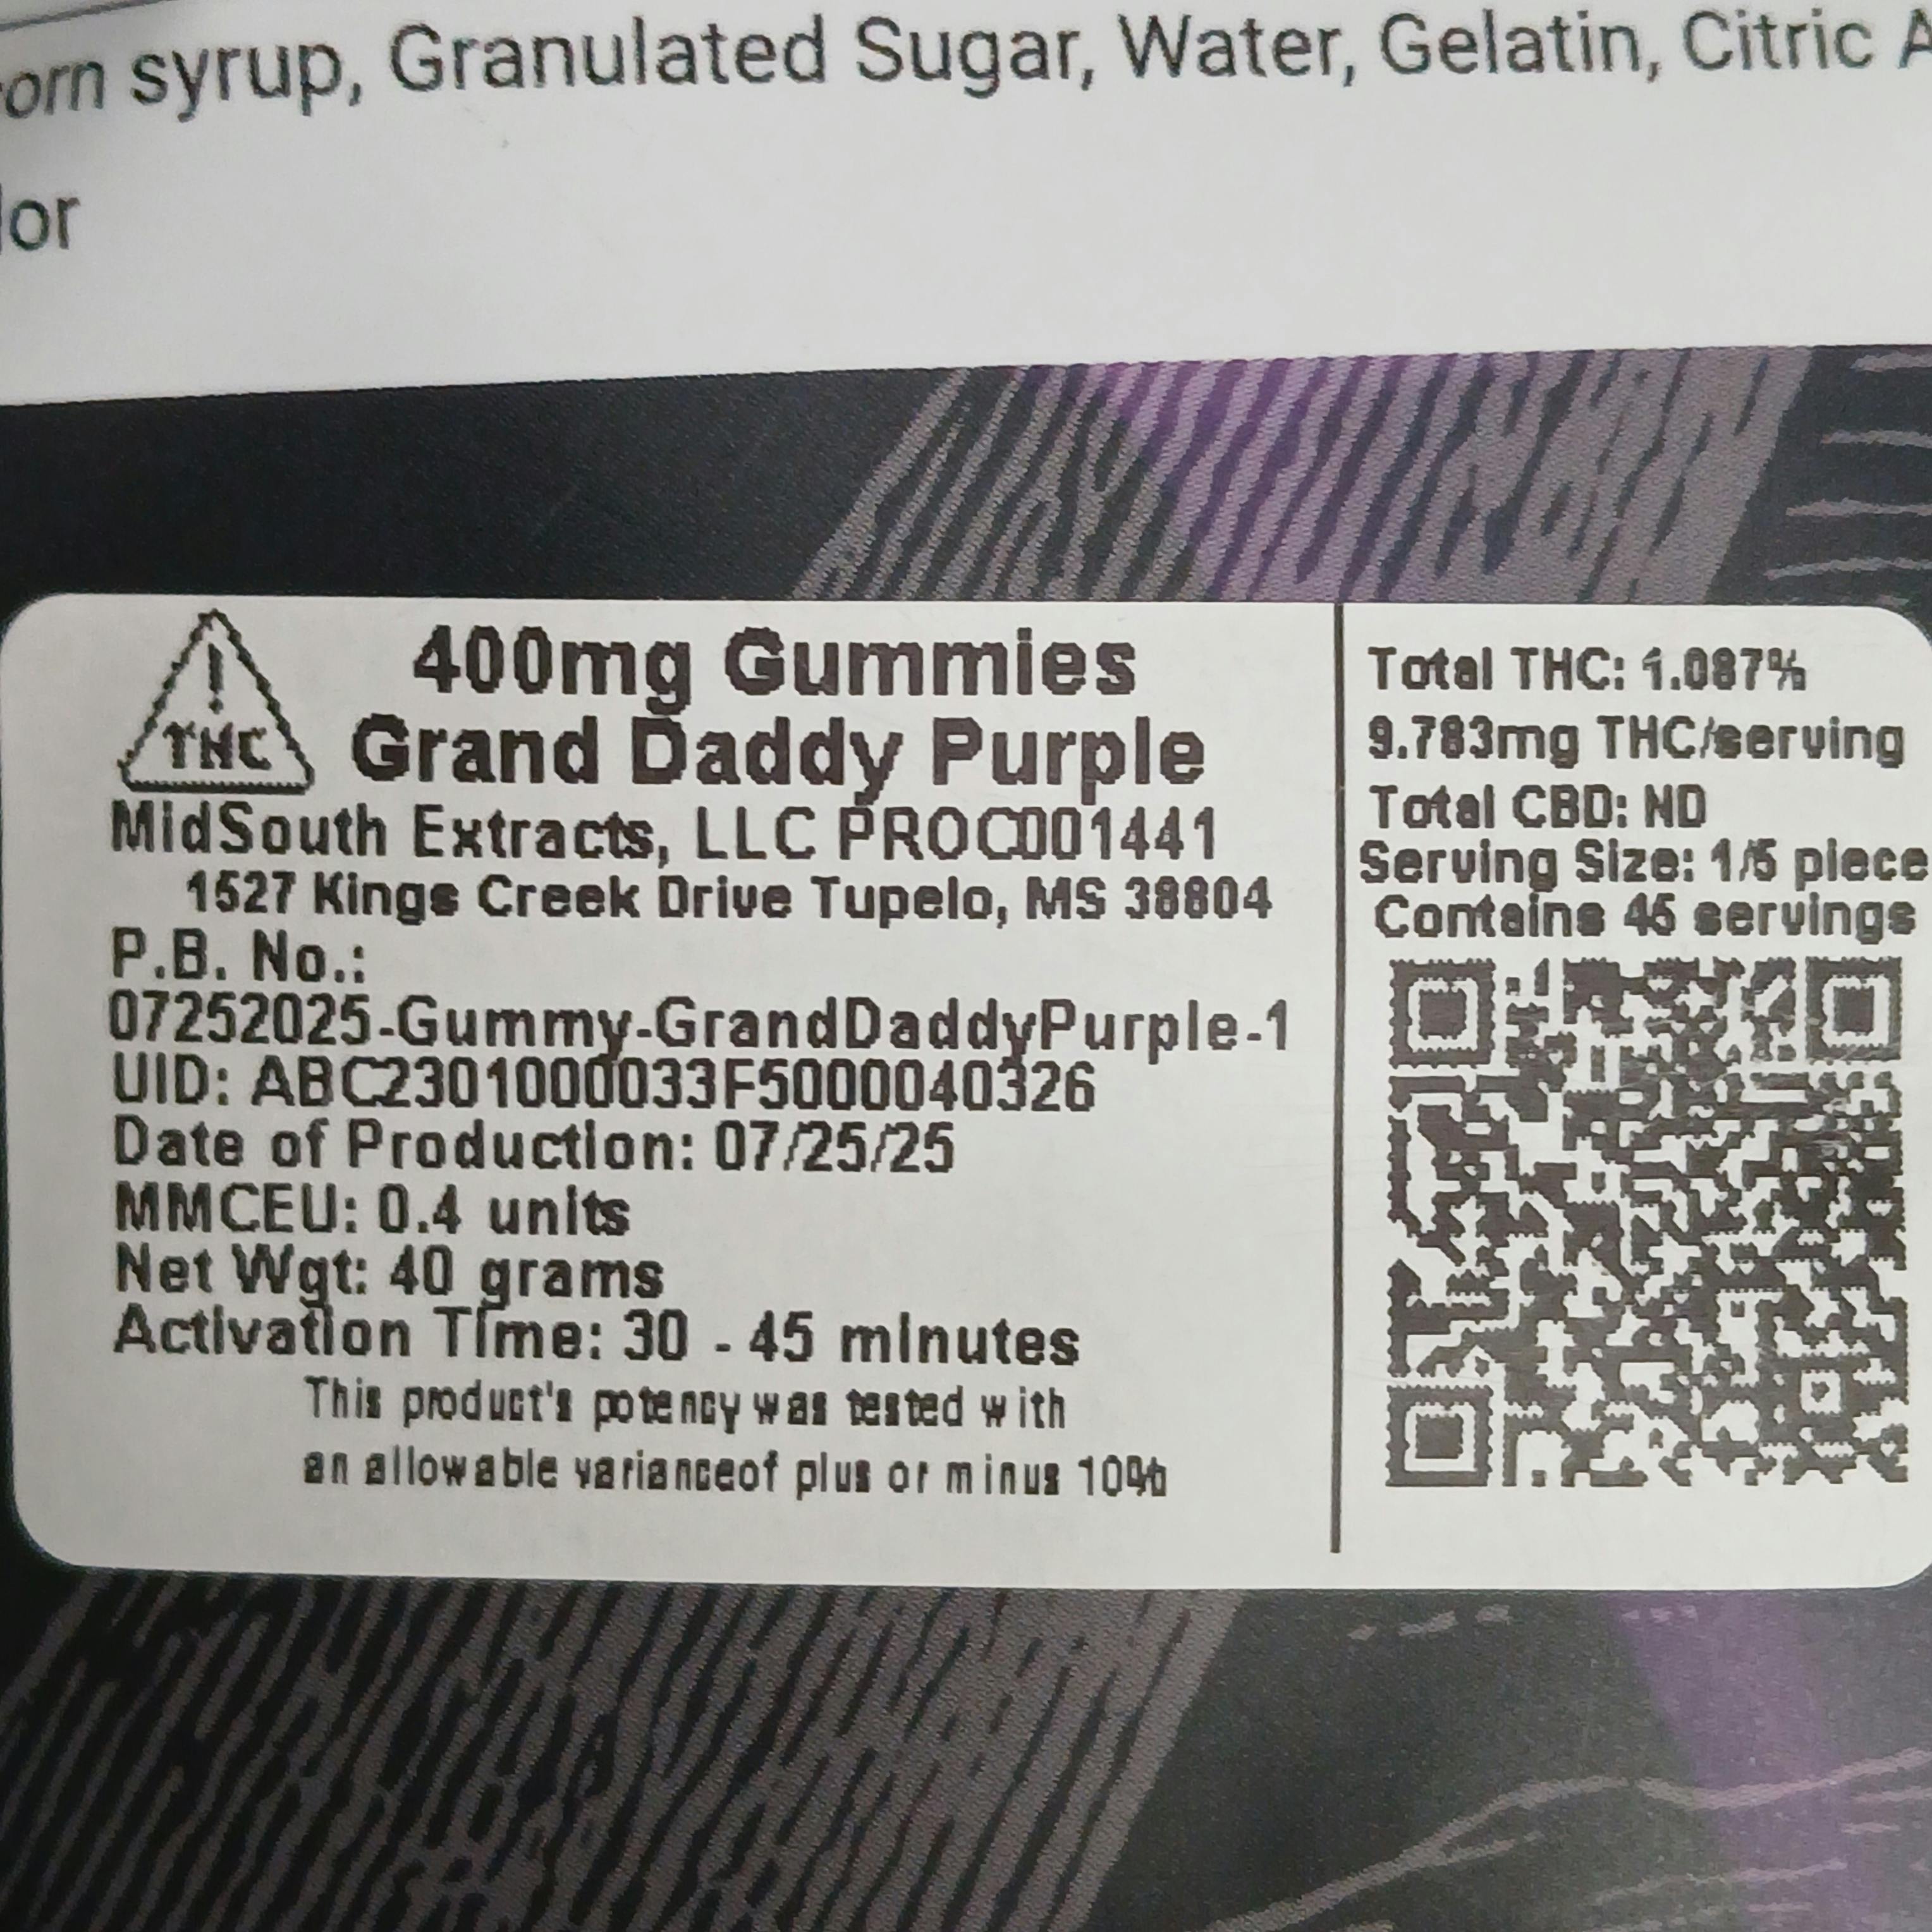 orn syrup, Granulated Sugar, Water, Gelatin, Citric A
lor
! THC
400mg Gummies
Grand Daddy Purple
MidSouth Extracts, LLC PROC001441
1527 Kings Creek Drive Tupelo, MS 38804
P.B. No.:
07252025-Gummy-GrandDaddyPurple-1
UID: ABC2301000033F5000040326
Date of Production: 07/25/25
MMCEU: 0.4 units
Net Wgt: 40 grams
Activation Time: 30 - 45 minutes
This product's potency was tested with
an allowable varianceof plus or minus 10%
Total THC: 1.087%
9.783mg THC/serving
Total CBD: ND
Serving Size: 1/5 piece
Contains 45 servings